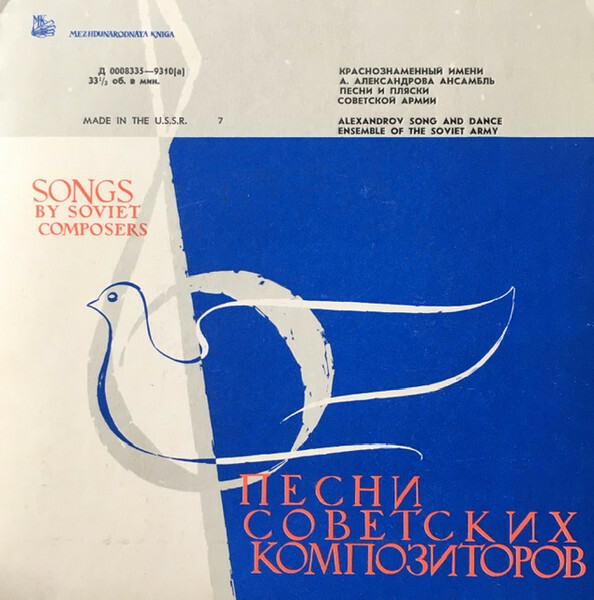 МК
MEZHDUNARODNAYA KNIGA
Д 0008335—9310(a)
33⅓ об. в мин.
КРАСНОЗНАМЕННЫЙ ИМЕНИ
А. АЛЕКСАНДРОВА АНСАМБЛЬ
ПЕСНИ И ПЛЯСКИ
СОВЕТСКОЙ АРМИИ
MADE IN THE U.S.S.R. 7
ALEXANDROV SONG AND DANCE
ENSEMBLE OF THE SOVIET ARMY
SONGS
BY SOVIET
COMPOSERS
ПЕСНИ
СОВЕТСКИХ
КОМПОЗИТОРОВ